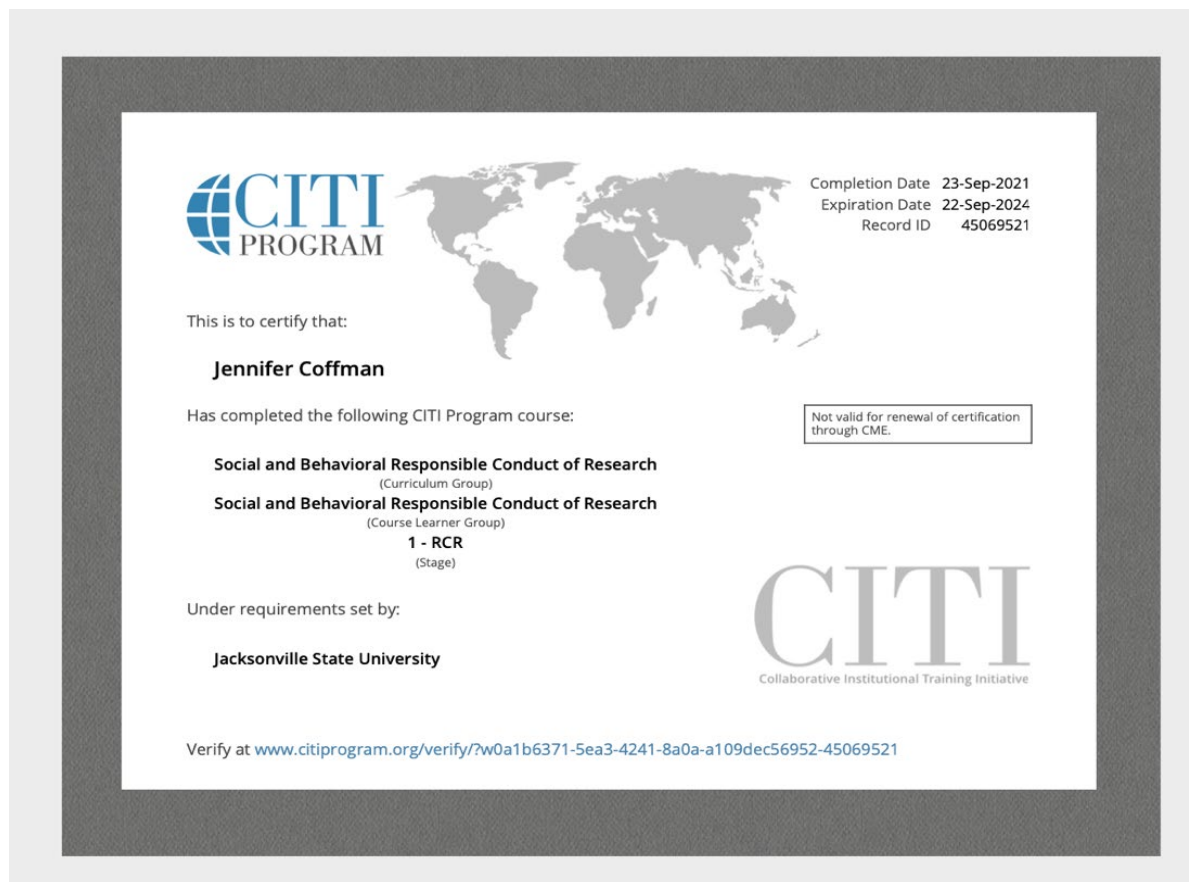 CITI
PROGRAM
Completion Date 23-Sep-2021
Expiration Date 22-Sep-2024
Record ID 45069521
This is to certify that:
Jennifer Coffman
Has completed the following CITI Program course:
Not valid for renewal of certification
through CME.
Social and Behavioral Responsible Conduct of Research
(Curriculum Group)
Social and Behavioral Responsible Conduct of Research
(Course Learner Group)
1 - RCR
(Stage)
Under requirements set by:
Jacksonville State University
CITI
Collaborative Institutional Training Initiative
Verify at www.citiprogram.org/verify/?w0a1b6371-5ea3-4241-8a0a-a109dec56952-45069521